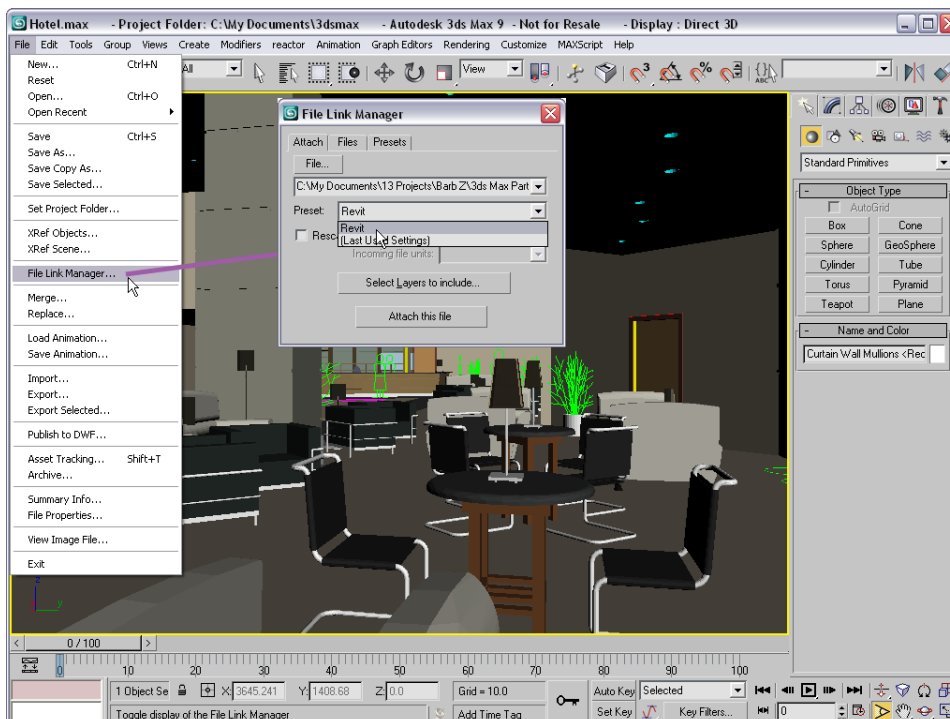 Hotel.max - Project Folder: C:\My Documents\3dsmax - Autodesk 3ds Max 9 - Not for Resale - Display : Direct 3D
File Edit Tools Group Views Create Modifiers reactor Animation Graph Editors Rendering Customize MAXScript Help
New... Ctrl+N
Reset
Open... Ctrl+O
Open Recent
Save Ctrl+S
Save As...
Save Copy As...
Save Selected...
Set Project Folder...
XRef Objects...
XRef Scene...
File Link Manager...
Merge...
Replace...
Load Animation...
Save Animation...
Import...
Export...
Export Selected...
Publish to DWF...
Asset Tracking... Shift+T
Archive...
Summary Info...
File Properties...
View Image File...
Exit
All
View
3
%
ABC
File Link Manager
Attach Files Presets
File...
C:\My Documents\13 Projects\Barb Z\3ds Max Part
Preset: Revit
Revit
(Last Used Settings)
Resc
Incoming file units:
Select Layers to include...
Attach this file
Standard Primitives
- Object Type
AutoGrid
Box Cone
Sphere GeoSphere
Cylinder Tube
Torus Pyramid
Teapot Plane
- Name and Color
Curtain Wall Mullions <Rec
z
y
< 0 / 100 >
0 10 20 30 40 50 60 70 80 90 100
1 Object Se X: 3645.241 Y: 1408.68 Z: 0.0 Grid = 10.0 Auto Key Selected
Toggle display of the File Link Manager Add Time Tag Set Key Key Filters... 0